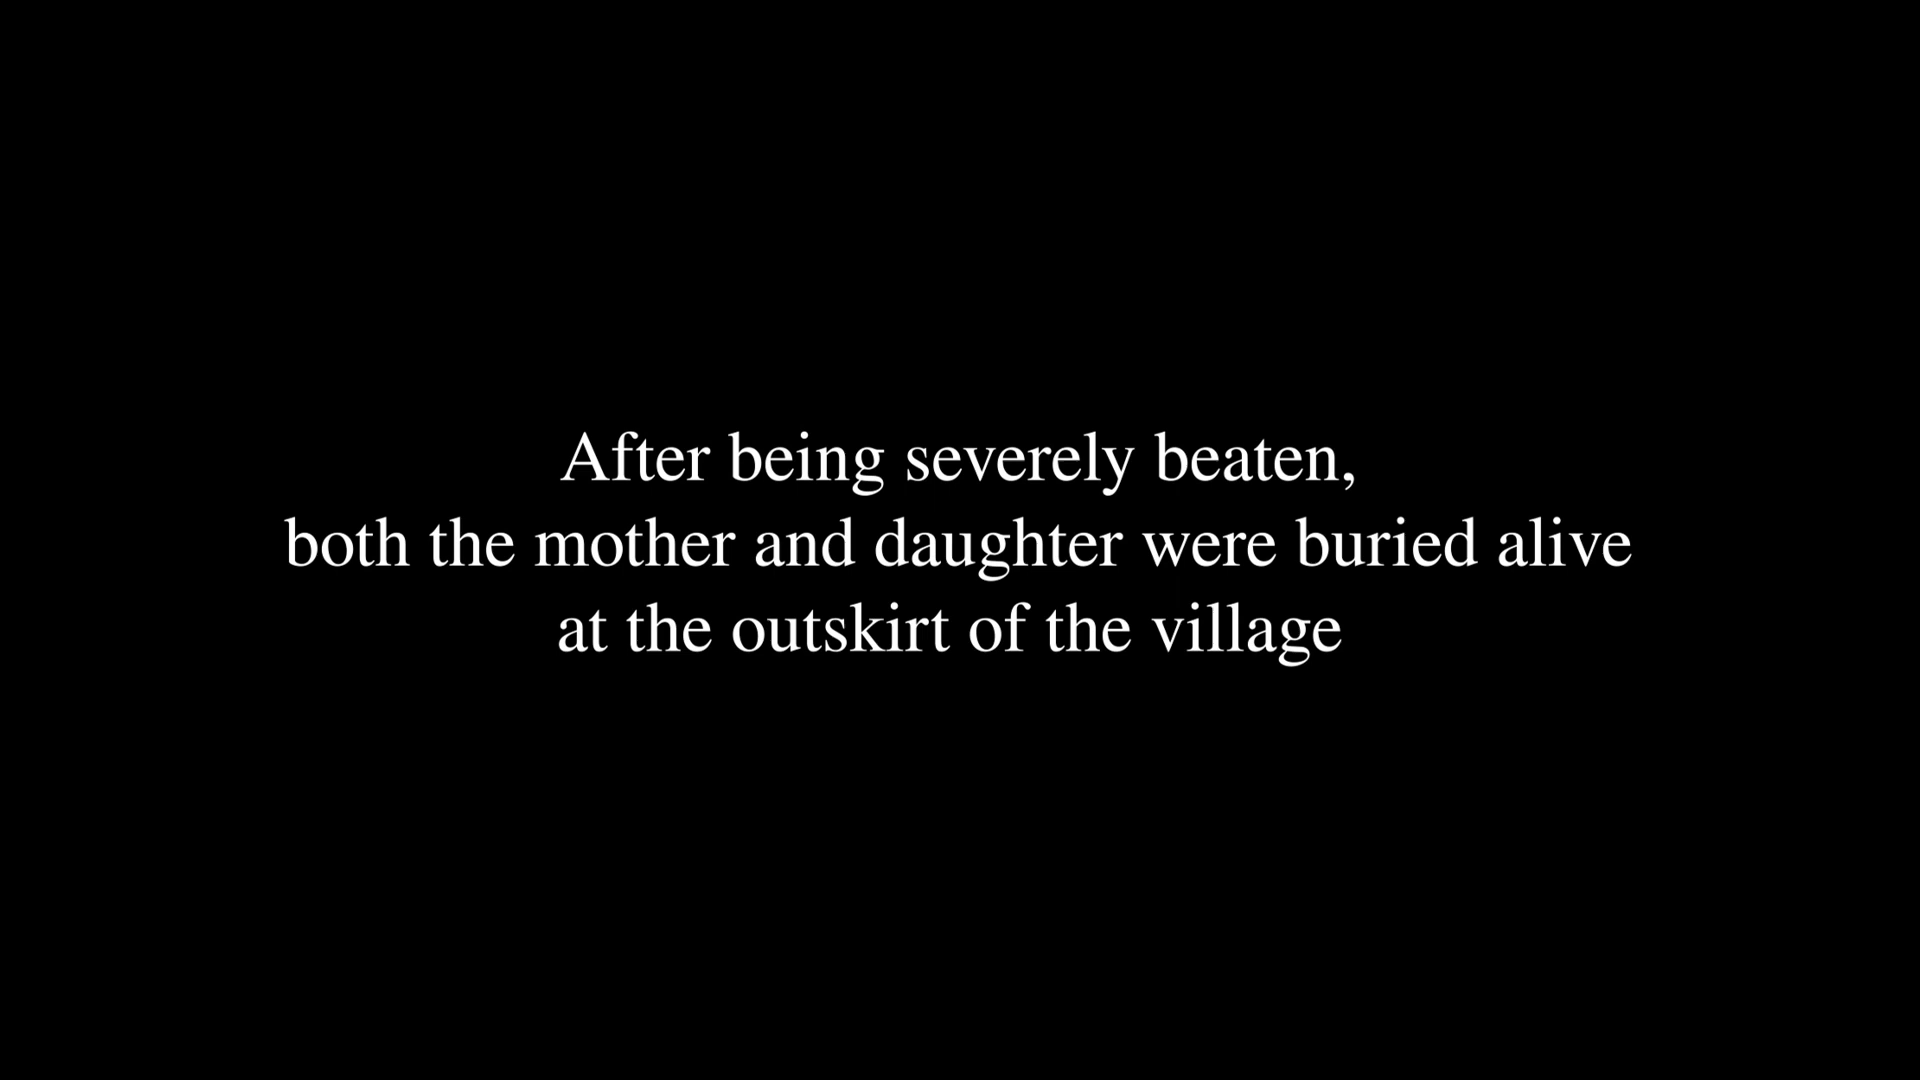 After being severely beaten,
both the mother and daughter were buried alive
at the outskirt of the village